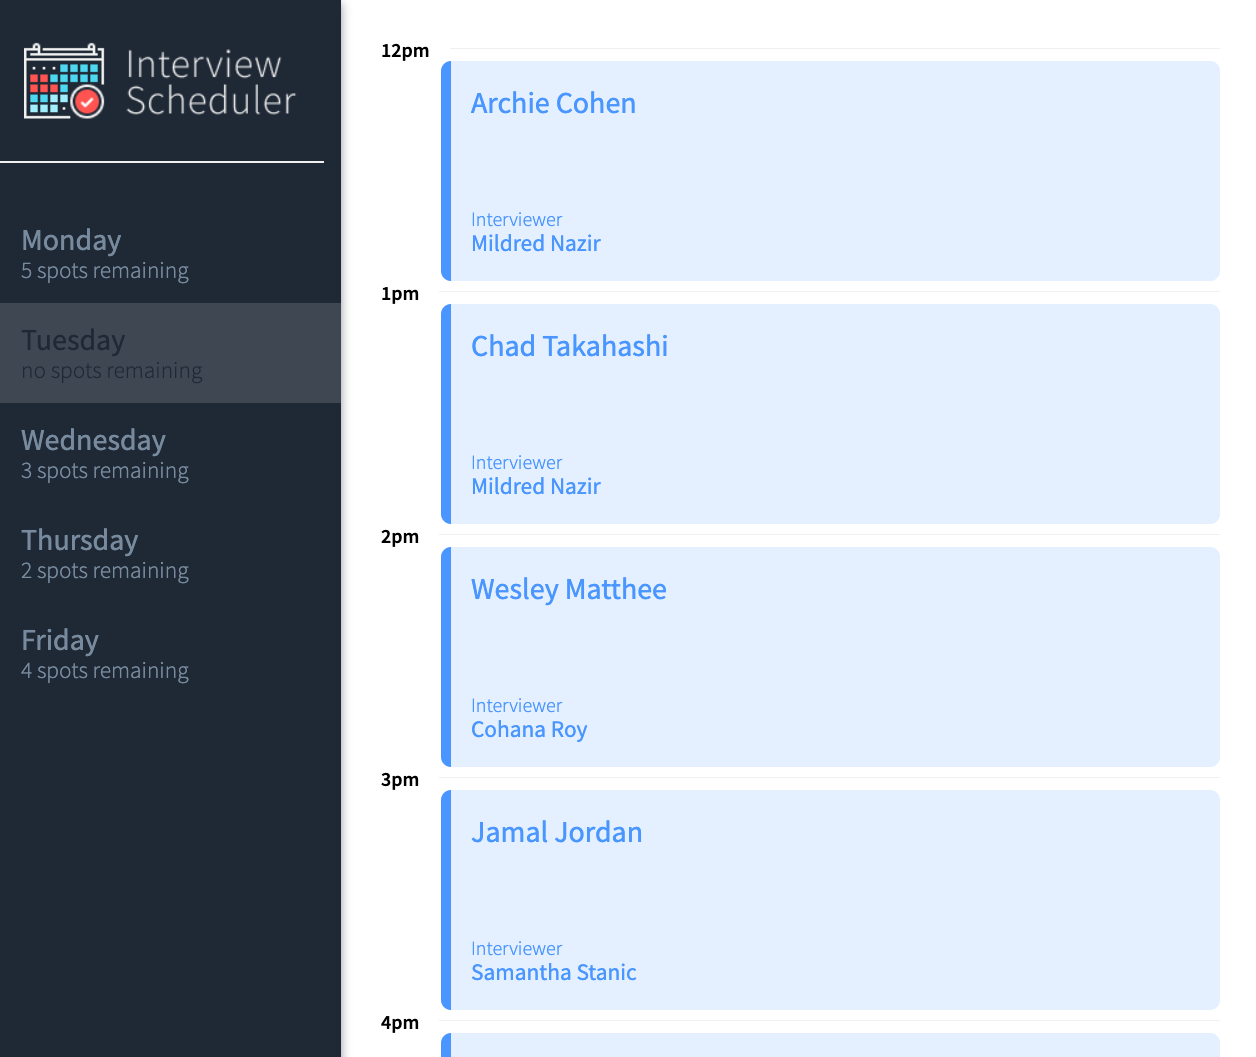 Interview
Scheduler
Monday
5 spots remaining
Tuesday
no spots remaining
Wednesday
3 spots remaining
Thursday
2 spots remaining
Friday
4 spots remaining
12pm
Archie Cohen
Interviewer
Mildred Nazir
1pm
Chad Takahashi
Interviewer
Mildred Nazir
2pm
Wesley Matthee
Interviewer
Cohana Roy
3pm
Jamal Jordan
Interviewer
Samantha Stanic
4pm